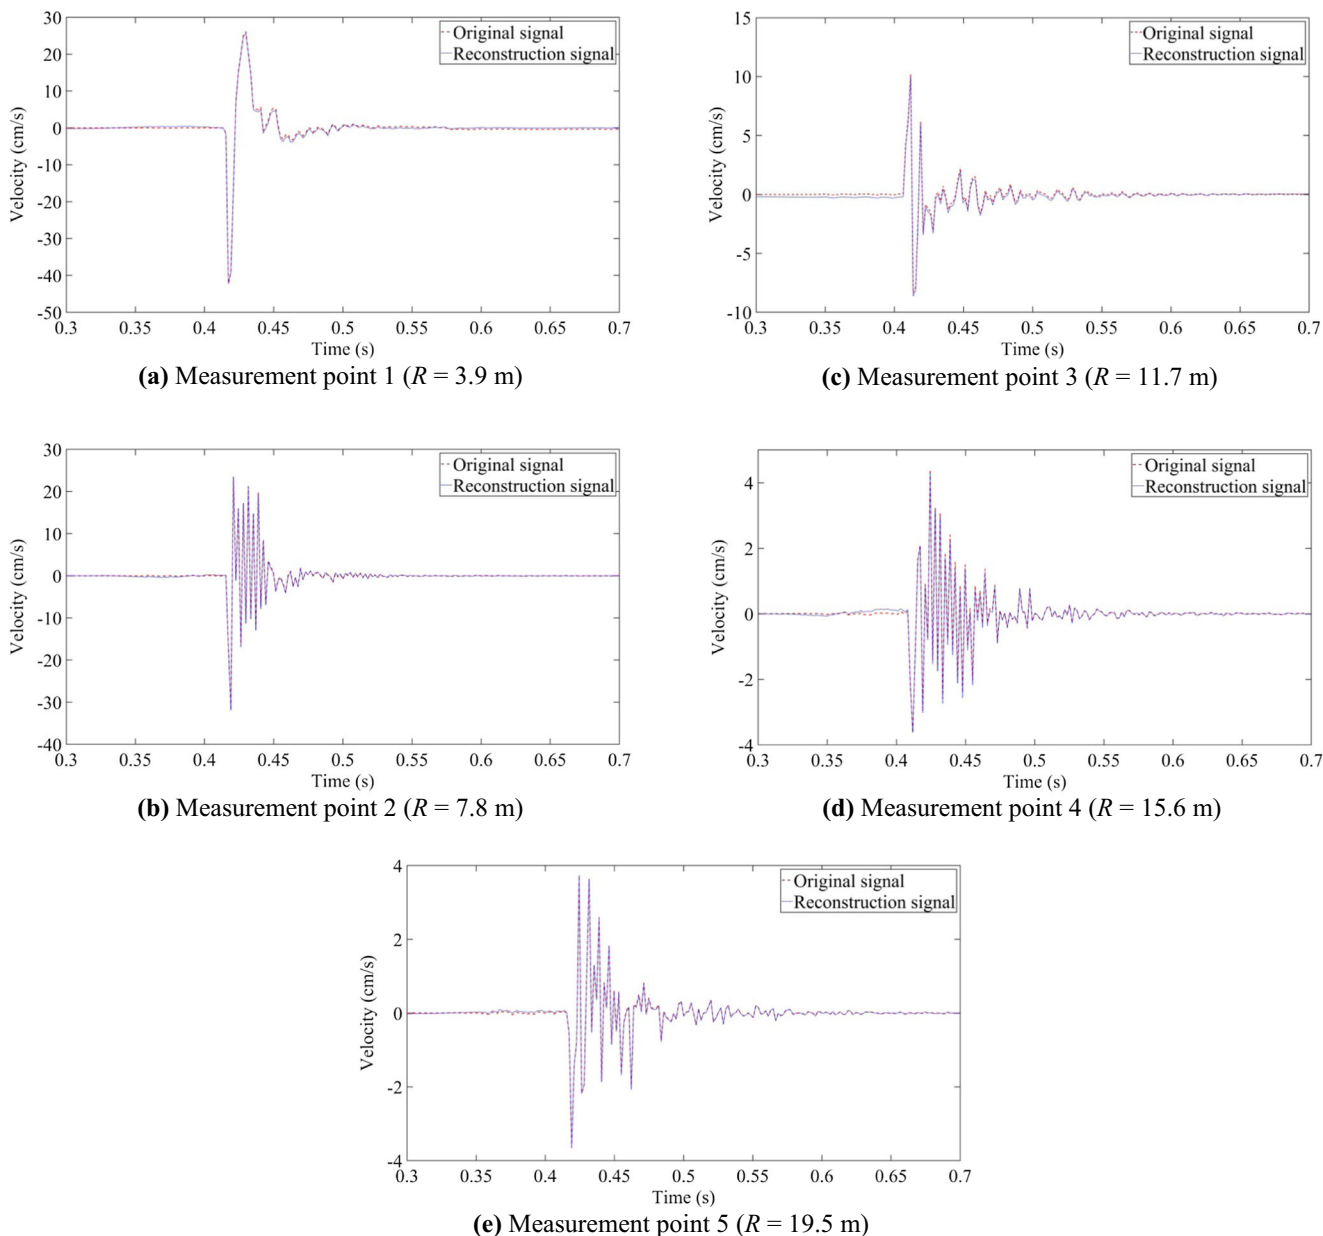 30
20
10
0
-10
-20
-30
-40
-50
Velocity (cm/s)
Original signal
Reconstruction signal
0.3 0.35 0.4 0.45 0.5 0.55 0.6 0.65 0.7
Time (s)
(a) Measurement point 1 (R = 3.9 m)
15
10
5
0
-5
-10
Velocity (cm/s)
Original signal
Reconstruction signal
0.3 0.35 0.4 0.45 0.5 0.55 0.6 0.65 0.7
Time (s)
(c) Measurement point 3 (R = 11.7 m)
30
20
10
0
-10
-20
-30
-40
Velocity (cm/s)
Original signal
Reconstruction signal
0.3 0.35 0.4 0.45 0.5 0.55 0.6 0.65 0.7
Time (s)
(b) Measurement point 2 (R = 7.8 m)
4
2
0
-2
-4
Velocity (cm/s)
Original signal
Reconstruction signal
0.3 0.35 0.4 0.45 0.5 0.55 0.6 0.65 0.7
Time (s)
(d) Measurement point 4 (R = 15.6 m)
4
2
0
-2
-4
Velocity (cm/s)
Original signal
Reconstruction signal
0.3 0.35 0.4 0.45 0.5 0.55 0.6 0.65 0.7
Time (s)
(e) Measurement point 5 (R = 19.5 m)